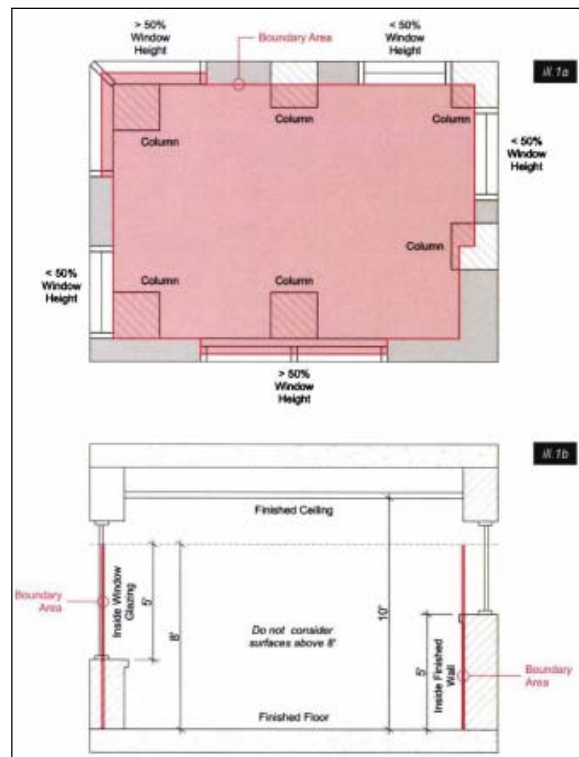 > 50%
Window
Height
Boundary Area
< 50%
Window
Height
ill.1a
Column
Column
Column
< 50%
Window
Height
Column
< 50%
Window
Height
Column
Column
> 50%
Window
Height
ill.1b
Finished Ceiling
Boundary
Area
Inside Window
Glazing
5'
8'
Do not consider
surfaces above 8'
10'
5'
Inside Finished
Wall
Boundary
Area
Finished Floor